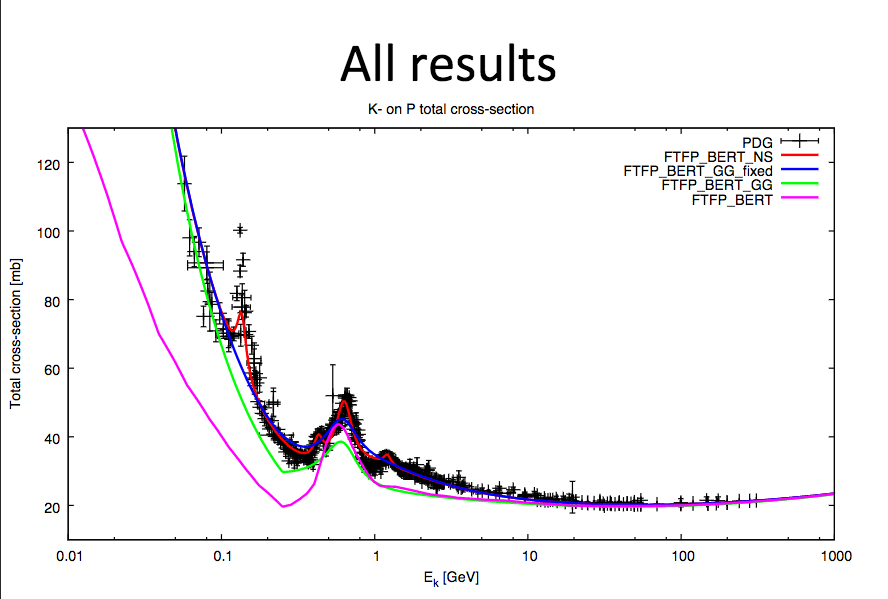 All results
K- on P total cross-section
PDG
FTFP_BERT_NS
FTFP_BERT_GG_fixed
FTFP_BERT_GG
FTFP_BERT
120
100
80
60
40
20
Total cross-section [mb]
0.01 0.1 1 10 100 1000
Ek [GeV]